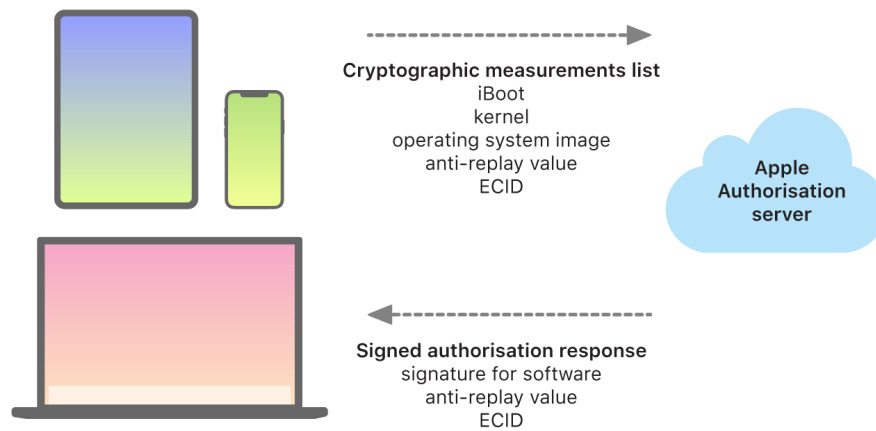 Cryptographic measurements list
iBoot
kernel
operating system image
anti-replay value
ECID
Apple
Authorisation
server
Signed authorisation response
signature for software
anti-replay value
ECID